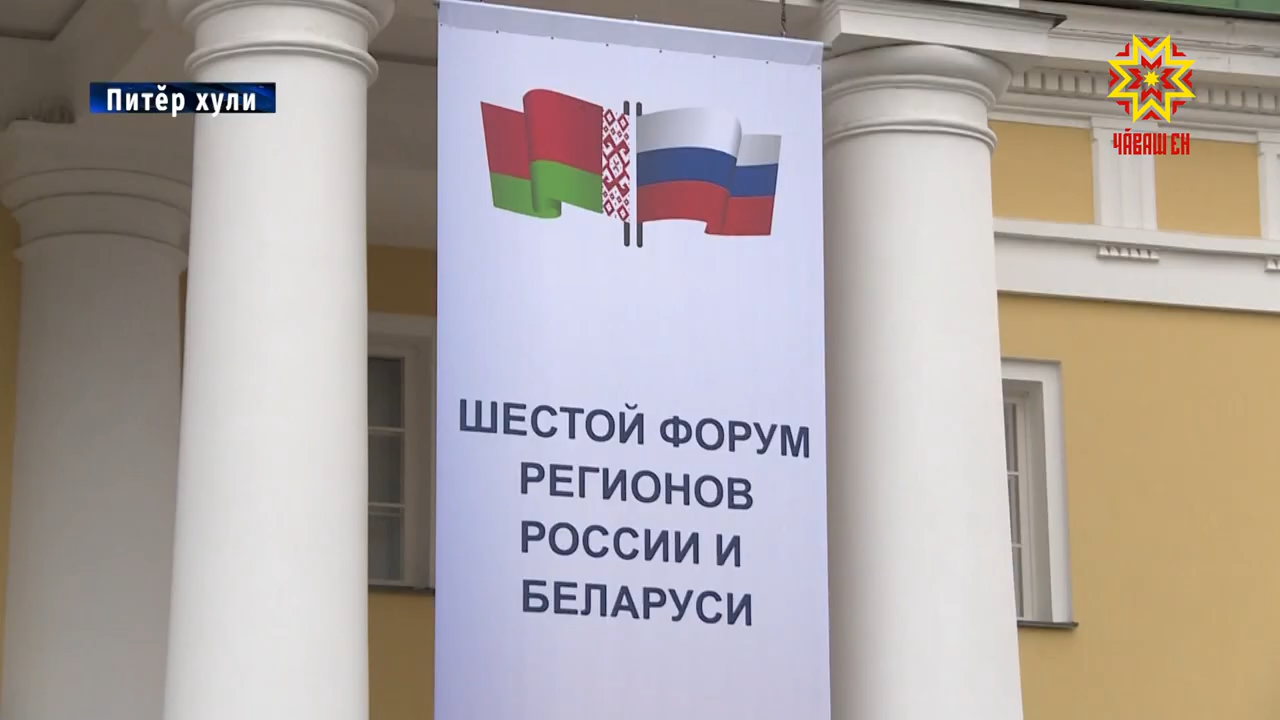 Питӗр хули
ЧӐВАШ ЕН
ШЕСТОЙ ФОРУМ
РЕГИОНОВ
РОССИИ И
БЕЛАРУСИ